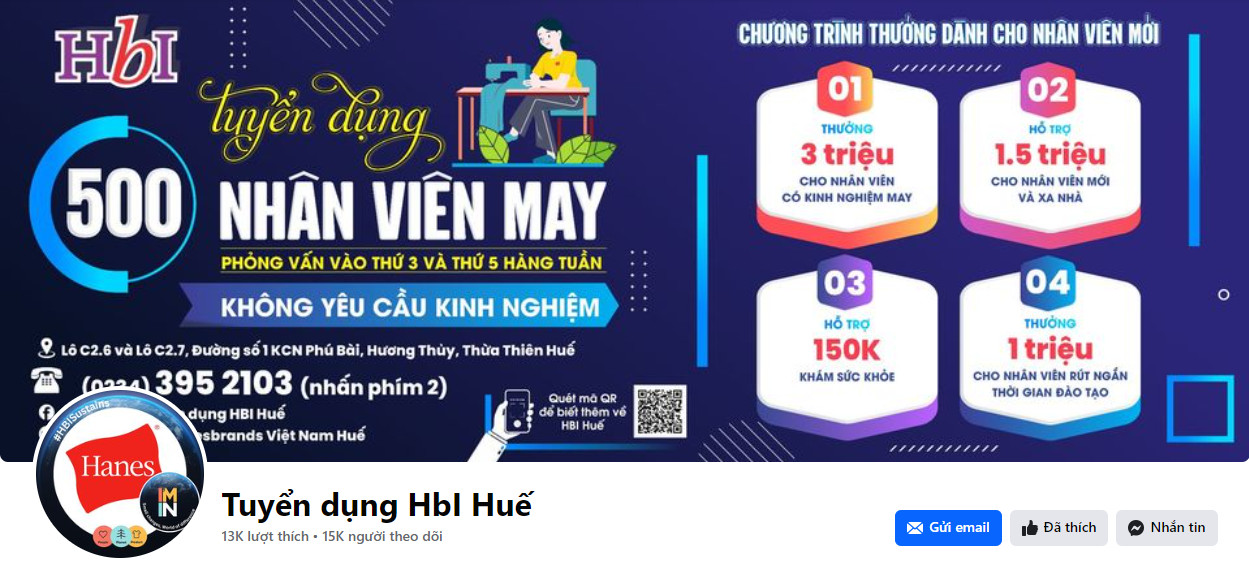 HbI
tuyển dụng
500
NHÂN VIÊN MAY
PHỎNG VẤN VÀO THỨ 3 VÀ THỨ 5 HÀNG TUẦN
KHÔNG YÊU CẦU KINH NGHIỆM
Lô C2.6 và Lô C2.7, Đường số 1 KCN Phú Bài, Hương Thủy, Thừa Thiên Huế
(0234) 395 2103 (nhấn phím 2)
dụng HBI Huế
sbrands Việt Nam Huế
Quét mã QR
để biết thêm về
HBI Huế
CHƯƠNG TRÌNH THƯỞNG DÀNH CHO NHÂN VIÊN MỚI
01
THƯỞNG
3 triệu
CHO NHÂN VIÊN
CÓ KINH NGHIỆM MAY
02
HỖ TRỢ
1.5 triệu
CHO NHÂN VIÊN MỚI
VÀ XA NHÀ
03
HỖ TRỢ
150K
KHÁM SỨC KHỎE
04
THƯỞNG
1 triệu
CHO NHÂN VIÊN RÚT NGẮN
THỜI GIAN ĐÀO TẠO
#HBISustains
Hanes
IM
IN
Tuyển dụng HbI Huế
13K lượt thích • 15K người theo dõi
Gửi email
Đã thích
Nhắn tin